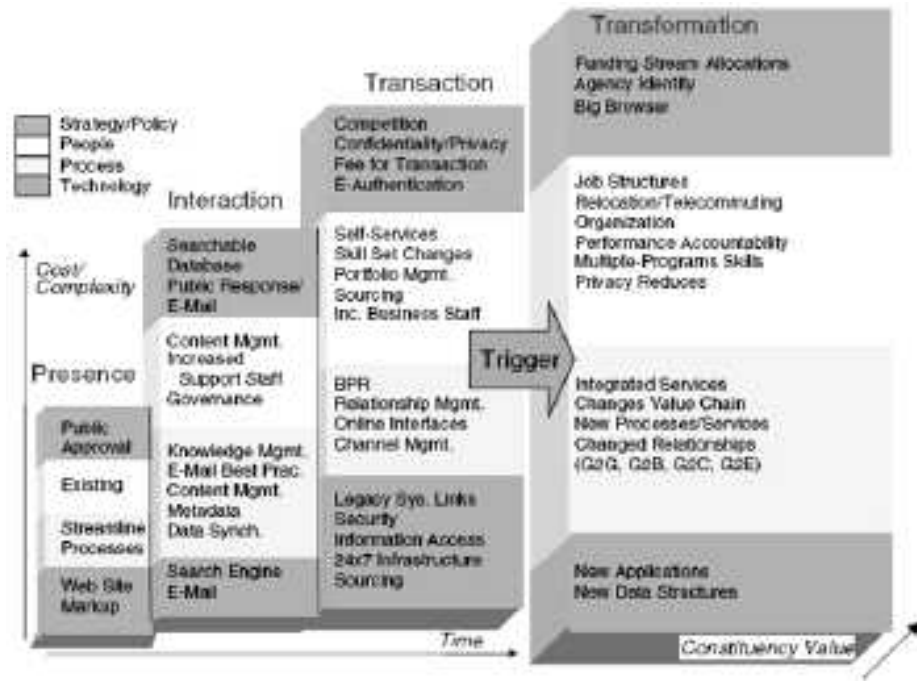 Transformation
Funding Stream Allocations
Agency Identity
Big Browser
Job Structures
Relocation/Telecommuting
Organization
Performance Accountability
Multiple-Programs Skills
Privacy Reduces
Integrated Services
Changes Value Chain
New Processes/Services
Changed Relationships
(G2G, G2B, G2C, G2E)
New Applications
New Data Structures
Transaction
Competition
Confidentiality/Privacy
Fee for Transaction
E-Authentication
Self-Services
Skill Set Changes
Portfolio Mgmt.
Sourcing
Inc. Business Staff
BPR
Relationship Mgmt.
Online Interfaces
Channel Mgmt.
Legacy Sys. Links
Security
Information Access
24x7 Infrastructure
Sourcing
Trigger
Strategy/Policy
People
Process
Technology
Interaction
Searchable
Database
Public Response/
E-Mail
Content Mgmt.
Increased
Support Staff
Governance
Knowledge Mgmt.
E-Mail Best Prac.
Content Mgmt.
Metadata
Data Synch.
Search Engine
E-Mail
Cost/
Complexity
Presence
Public
Approval
Existing
Streamline
Processes
Web Site
Markup
Time
Constituency Value